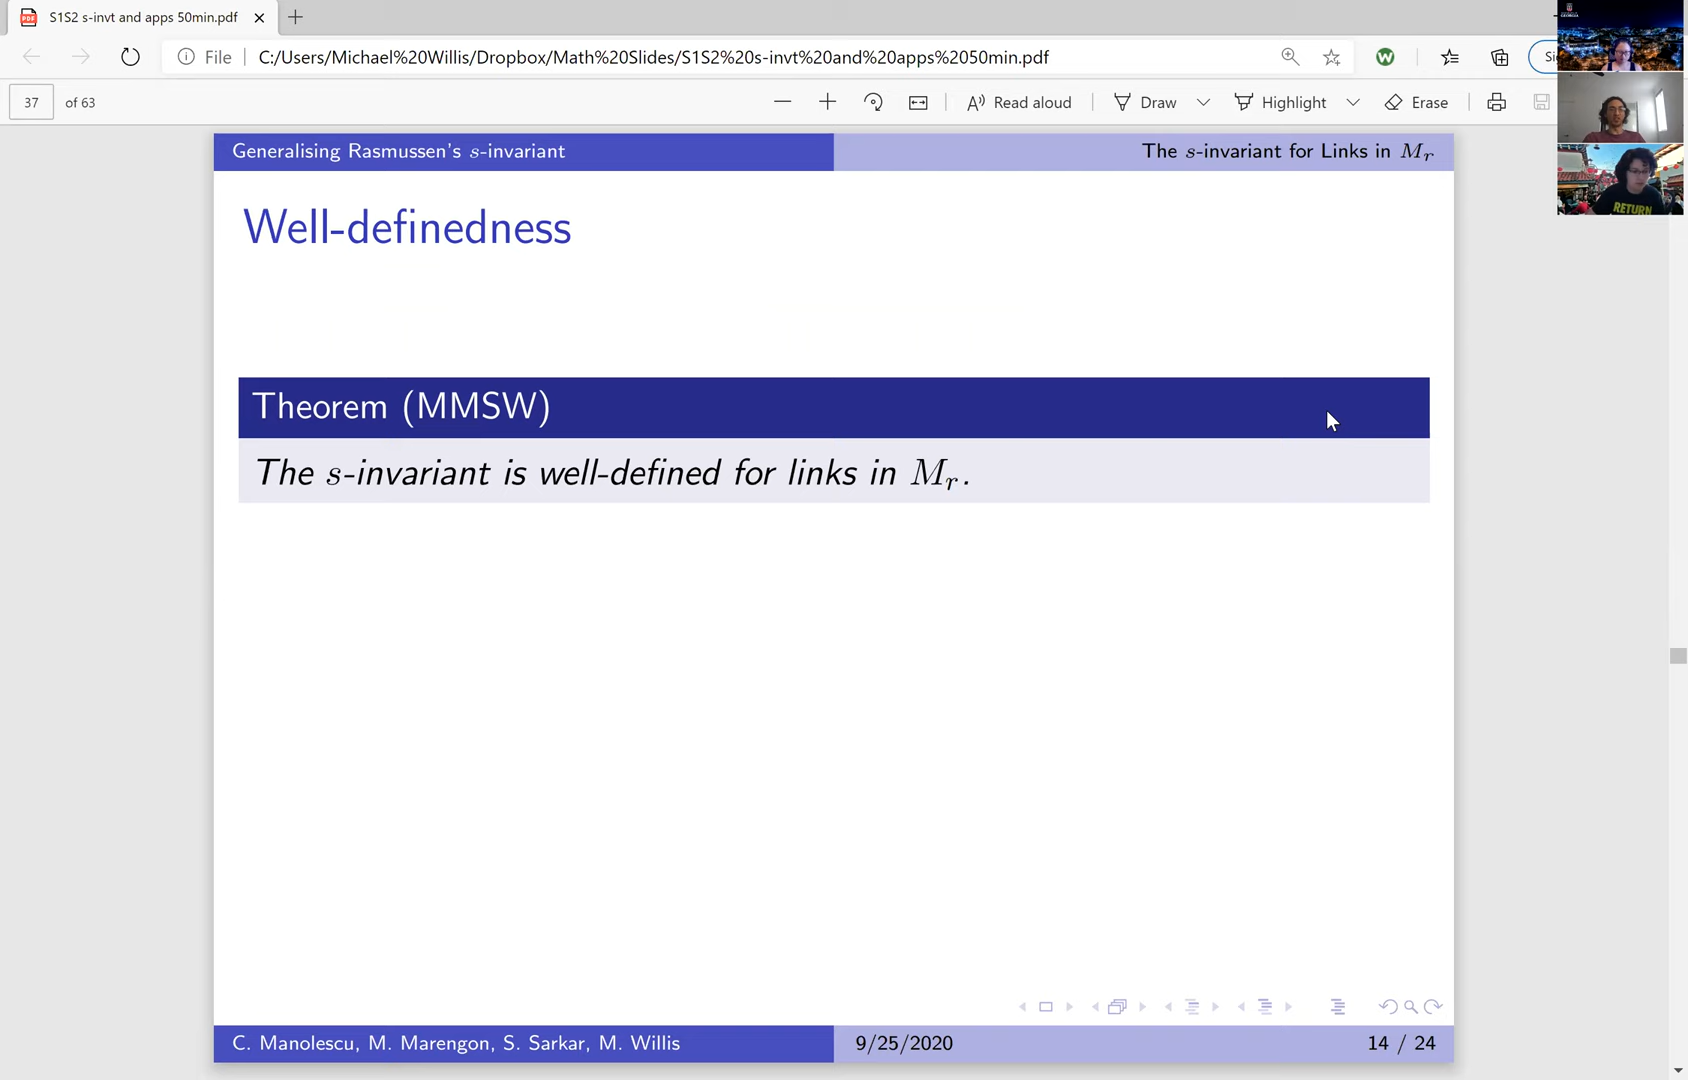 S1S2 s-invt and apps 50min.pdf
File
C:/Users/Michael%20Willis/Dropbox/Math%20Slides/S1S2%20s-invt%20and%20apps%2050min.pdf
37 of 63
Read aloud
Draw
Highlight
Erase
Generalising Rasmussen's s-invariant
The s-invariant for Links in M_r
Well-definedness
Theorem (MMSW)
The s-invariant is well-defined for links in M_r.
C. Manolescu, M. Marengon, S. Sarkar, M. Willis
9/25/2020
14 / 24
GEORGIA
RETURN